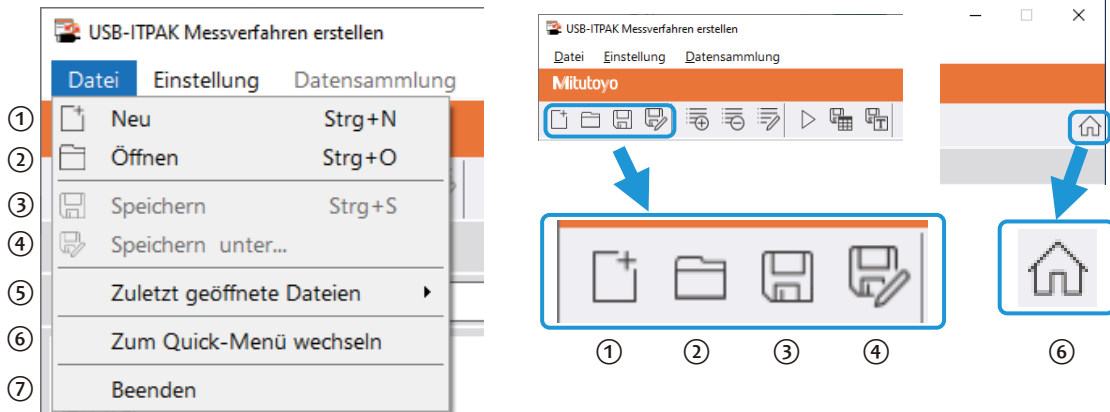 USB-ITPAK Messverfahren erstellen
Datei Einstellung Datensammlung
① Neu Strg+N
② Öffnen Strg+O
③ Speichern Strg+S
④ Speichern unter...
⑤ Zuletzt geöffnete Dateien
⑥ Zum Quick-Menü wechseln
⑦ Beenden
USB-ITPAK Messverfahren erstellen
Datei Einstellung Datensammlung
Mitutoyo
① ② ③ ④ ⑥